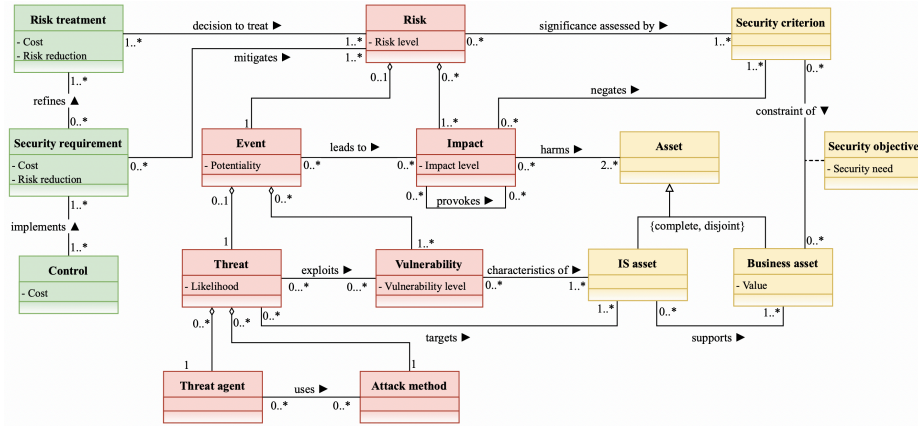 Risk treatment
- Cost
- Risk reduction
decision to treat ►
1..*
1..*
Risk
- Risk level
significance assessed by ►
0..*
1..*
Security criterion
mitigates ►
1..*
0..1
0..*
1..*
0..*
1..*
refines ▲
0..*
negates ►
constraint of ▼
1
1..*
0..*
Security requirement
- Cost
- Risk reduction
0..*
Event
- Potentiality
leads to ►
0..*
0..*
Impact
- Impact level
harms ►
0..*
2..*
Asset
Security objective
- Security need
0..*
0..*
provokes ►
0..1
0..*
1..*
implements ▲
1..*
{complete, disjoint}
1
1..*
0..*
Control
- Cost
Threat
- Likelihood
exploits ►
0...*
0...*
Vulnerability
- Vulnerability level
characteristics of ►
0..*
1..*
IS asset
Business asset
- Value
0..*
0..*
0..*
1..*
0..*
1..*
targets ►
supports ►
1
1
Threat agent
uses ►
0..*
0..*
Attack method